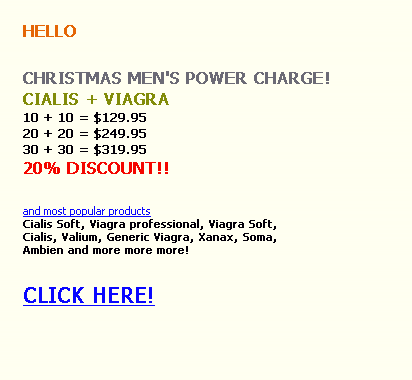 HELLO
CHRISTMAS MEN'S POWER CHARGE!
CIALIS + VIAGRA
10 + 10 = $129.95
20 + 20 = $249.95
30 + 30 = $319.95
20% DISCOUNT!!
and most popular products
Cialis Soft, Viagra professional, Viagra Soft,
Cialis, Valium, Generic Viagra, Xanax, Soma,
Ambien and more more more!
CLICK HERE!